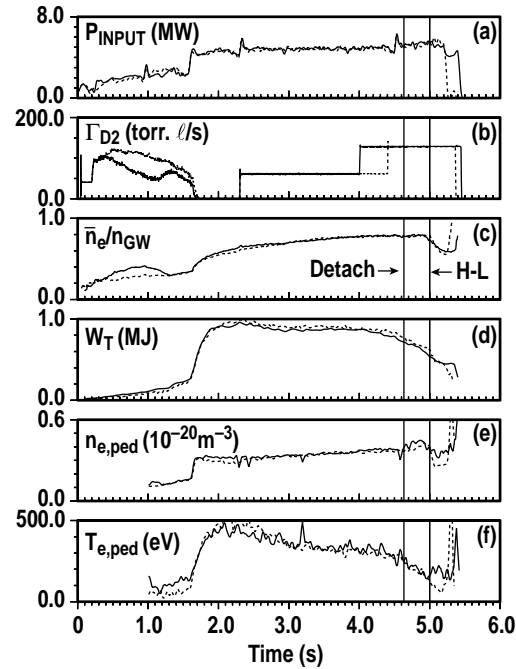 8.0
P_INPUT (MW)
(a)
0.0
200.0
Γ_D2 (torr. ℓ/s)
(b)
0.0
1.0
n̄_e/n_GW
(c)
Detach →
← H-L
0.0
1.0
W_T (MJ)
(d)
0.0
0.6
n_e,ped (10⁻²⁰m⁻³)
(e)
0.0
500.0
T_e,ped (eV)
(f)
0.0
0 1.0 2.0 3.0 4.0 5.0 6.0
Time (s)